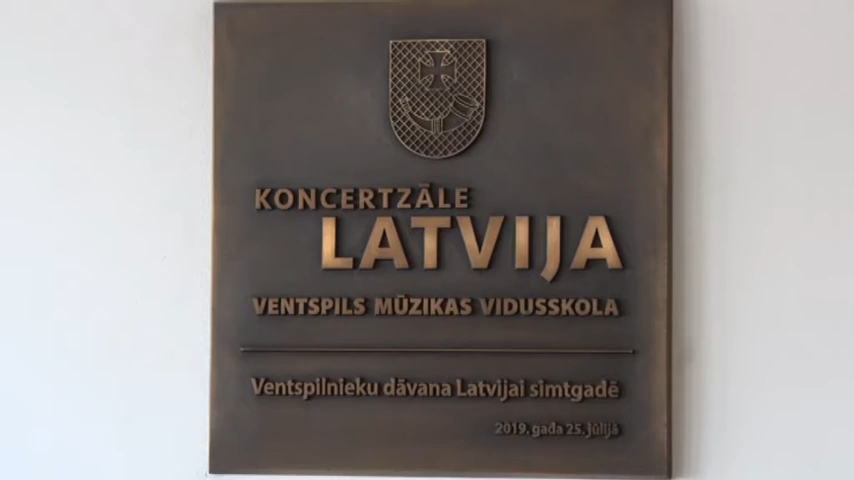 KONCERTZĀLE
LATVIJA
VENTSPILS MŪZIKAS VIDUSSKOLA
Ventspilnieku dāvana Latvijai simtgadē
2019. gada 25. jūlijā